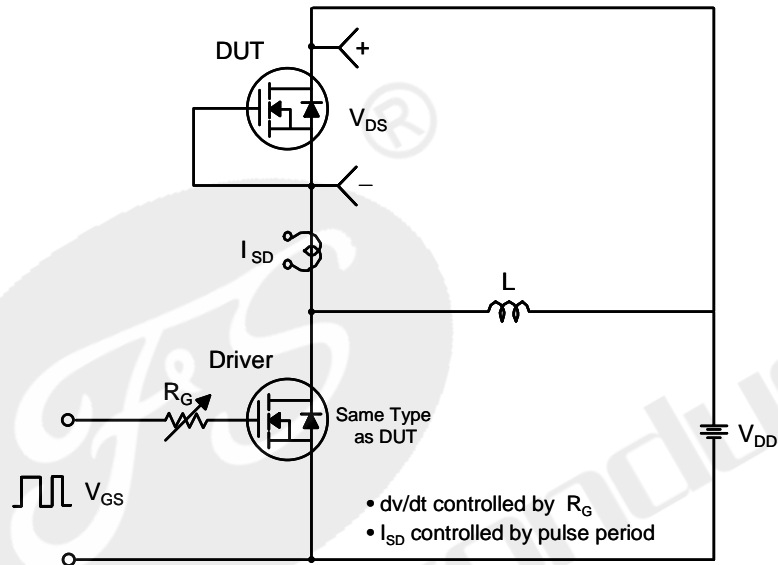 DUT
+
V_DS
®
−
I_SD
L
Driver
R_G
Same Type
as DUT
V_DD
V_GS
• dv/dt controlled by R_G
• I_SD controlled by pulse period
F&S